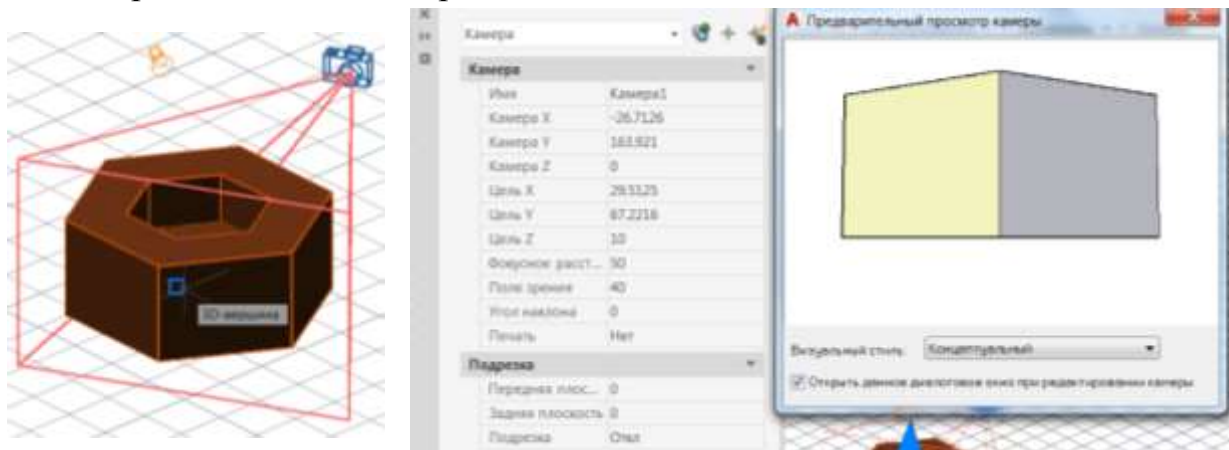 3D-вершина
Камера
Камера
Имя Камера1
Камера X -26.7126
Камера Y 163.921
Камера Z 0
Цель X 29.5125
Цель Y 87.2216
Цель Z 10
Фокусное расст... 50
Поле зрения 40
Угол наклона 0
Печать Нет
Подрезка
Передняя плос... 0
Задняя плоскость 0
Подрезка Откл
Предварительный просмотр камеры
Визуальный стиль: Концептуальный
Открыть данное диалоговое окно при редактировании камеры